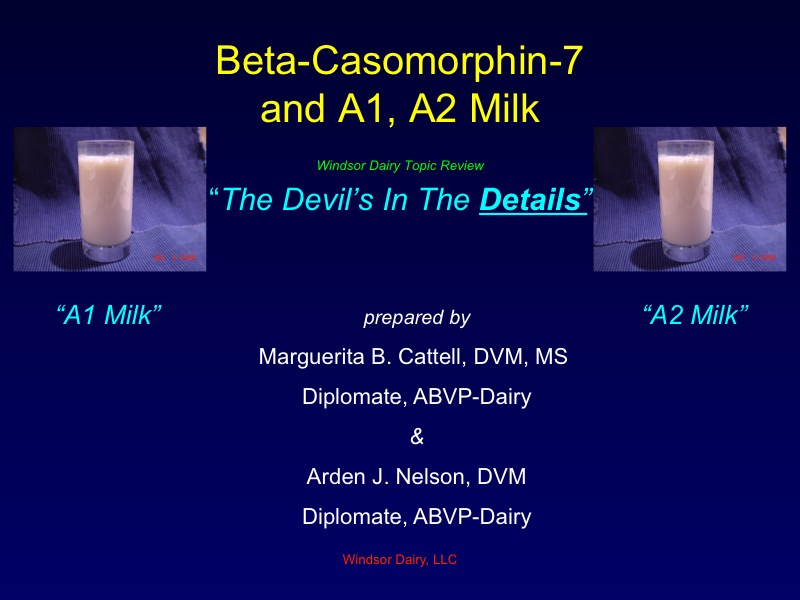 Beta-Casomorphin-7
and A1, A2 Milk
Windsor Dairy Topic Review
“The Devil’s In The Details”
“A1 Milk”
“A2 Milk”
prepared by
Marguerita B. Cattell, DVM, MS
Diplomate, ABVP-Dairy
&
Arden J. Nelson, DVM
Diplomate, ABVP-Dairy
Windsor Dairy, LLC